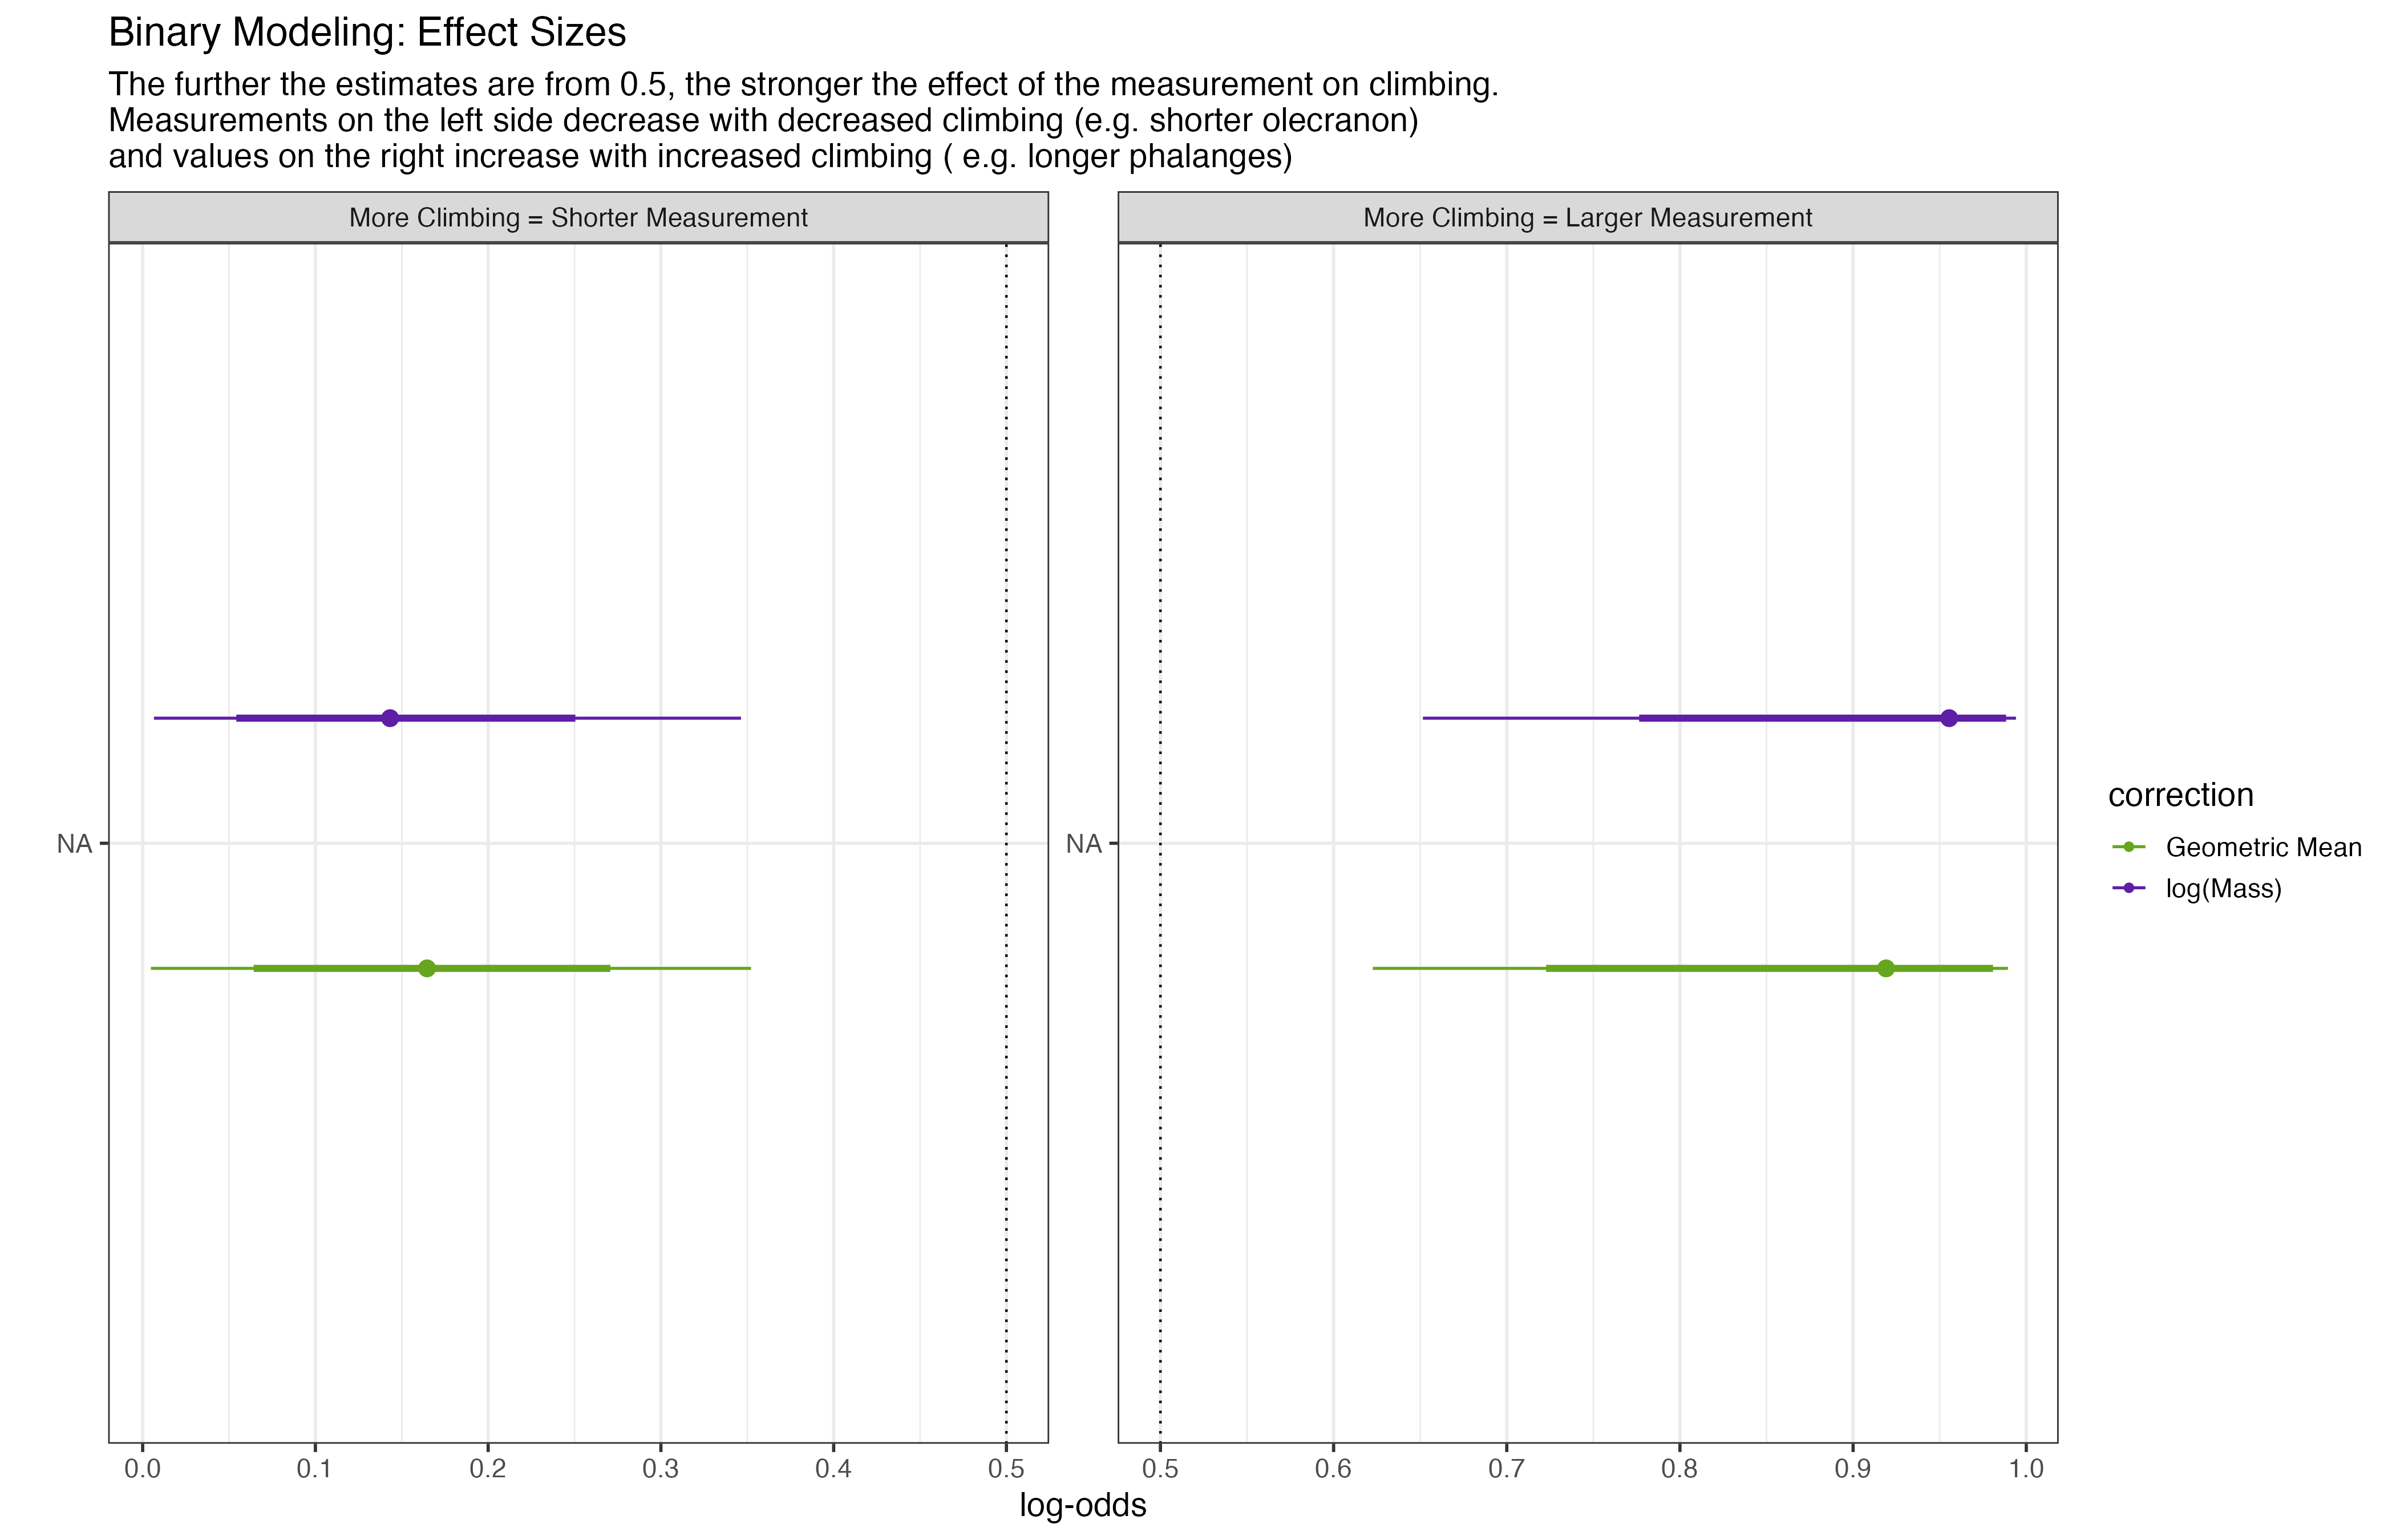 Binary Modeling: Effect Sizes
The further the estimates are from 0.5, the stronger the effect of the measurement on climbing.
Measurements on the left side decrease with decreased climbing (e.g. shorter olecranon)
and values on the right increase with increased climbing ( e.g. longer phalanges)
More Climbing = Shorter Measurement
More Climbing = Larger Measurement
NA
NA
correction
Geometric Mean
log(Mass)
0.0 0.1 0.2 0.3 0.4 0.5
0.5 0.6 0.7 0.8 0.9 1.0
log-odds